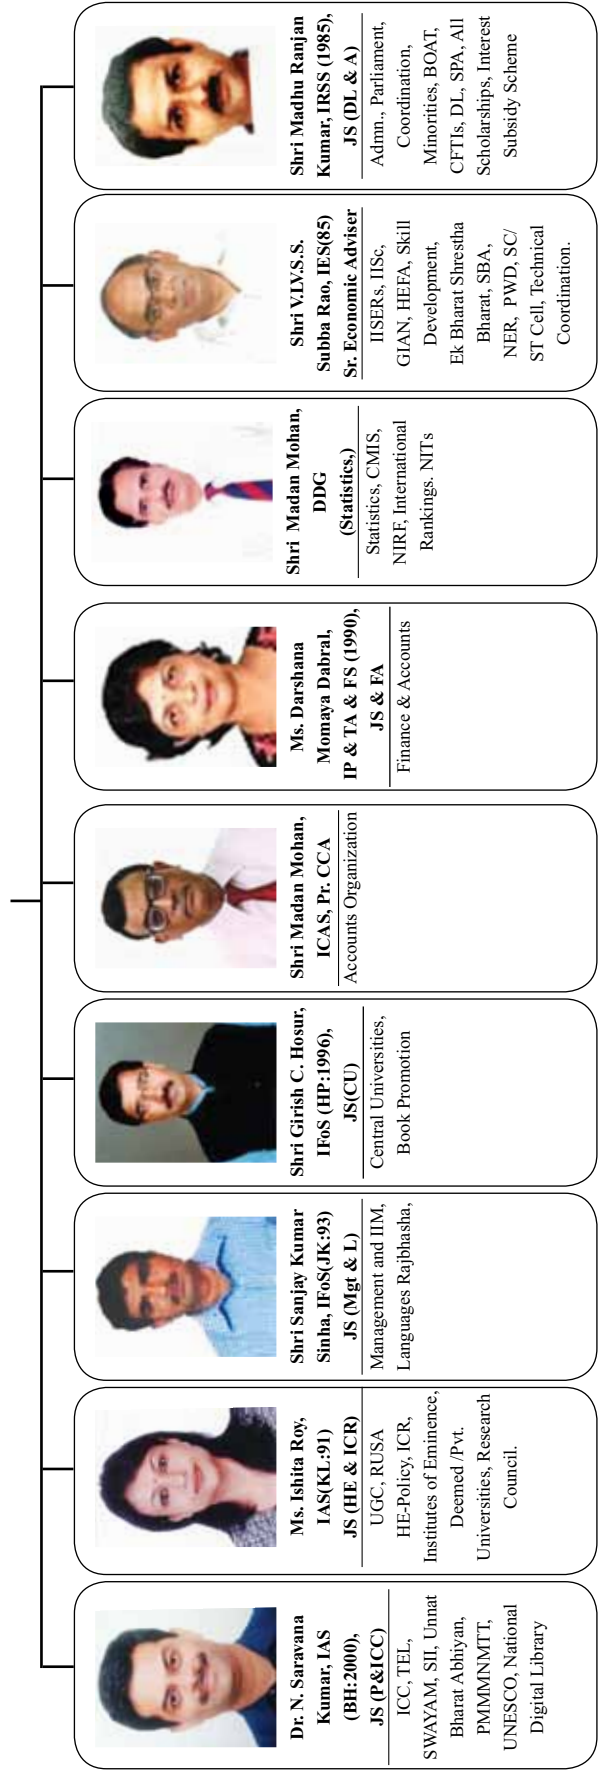 Dr. N. Saravana
Kumar, IAS
(BH:2000),
JS (P&ICC)
ICC, TEL,
SWAYAM, SII, Unnat
Bharat Abhiyan,
PMMMNMTT,
UNESCO, National
Digital Library
Ms. Ishita Roy,
IAS(KL:91)
JS (HE & ICR)
UGC, RUSA
HE-Policy, ICR,
Institutes of Eminence,
Deemed /Pvt.
Universities, Research
Council.
Shri Sanjay Kumar
Sinha, IFoS(JK:93)
JS (Mgt & L)
Management and IIM,
Languages Rajbhasha,
Shri Girish C. Hosur,
IFoS (HP:1996),
JS(CU)
Central Universities,
Book Promotion
Shri Madan Mohan,
ICAS, Pr. CCA
Accounts Organization
Ms. Darshana
Momaya Dabral,
IP & TA & FS (1990),
JS & FA
Finance & Accounts
Shri Madan Mohan,
DDG
(Statistics,)
Statistics, CMIS,
NIRF, International
Rankings. NITs
Shri V.LV.S.S.
Subba Rao, IES(85)
Sr. Economic Adviser
IISERs, IISc,
GIAN, HEFA, Skill
Development,
Ek Bharat Shrestha
Bharat, SBA,
NER, PWD, SC/
ST Cell, Technical
Coordination.
Shri Madhu Ranjan
Kumar, IRSS (1985),
JS (DL & A)
Admn., Parliament,
Coordination,
Minorities, BOAT,
CFTIs, DL, SPA, All
Scholarships, Interest
Subsidy Scheme